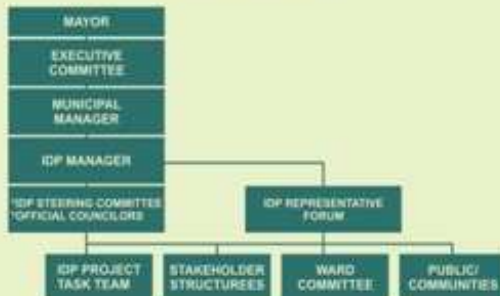 MAYOR
EXECUTIVE
COMMITTEE
MUNICIPAL
MANAGER
IDP MANAGER
*IDP STEERING COMMITTEE
*OFFICIAL COUNCILORS
IDP REPRESENTATIVE
FORUM
IDP PROJECT
TASK TEAM
STAKEHOLDER
STRUCTUREES
WARD
COMMITTEE
PUBLIC/
COMMUNITIES